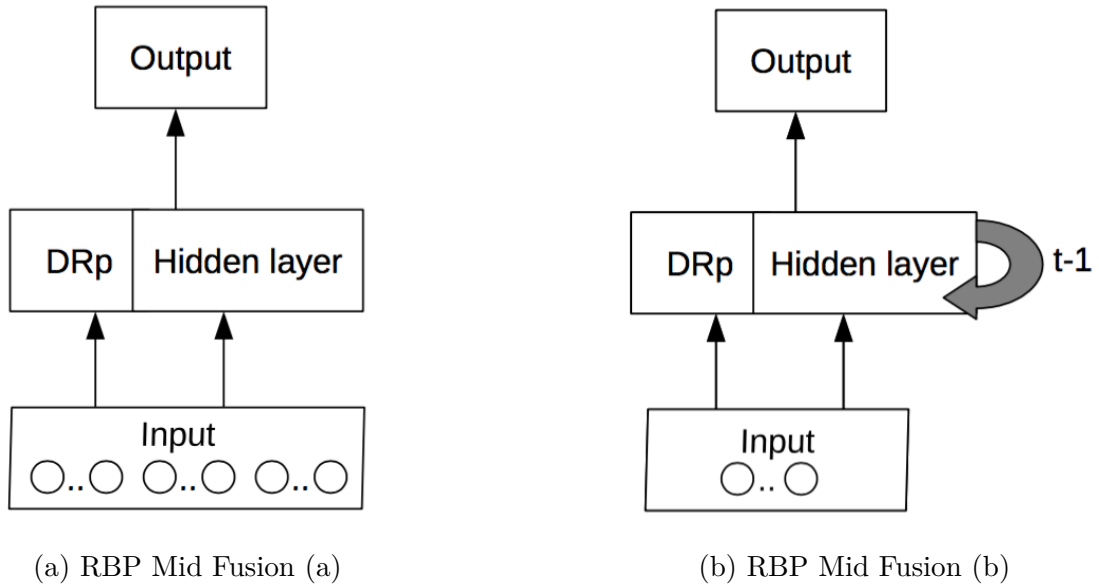 Output
DRp Hidden layer
Input
.. .. ..
(a) RBP Mid Fusion (a)
Output
DRp Hidden layer t-1
Input
..
(b) RBP Mid Fusion (b)